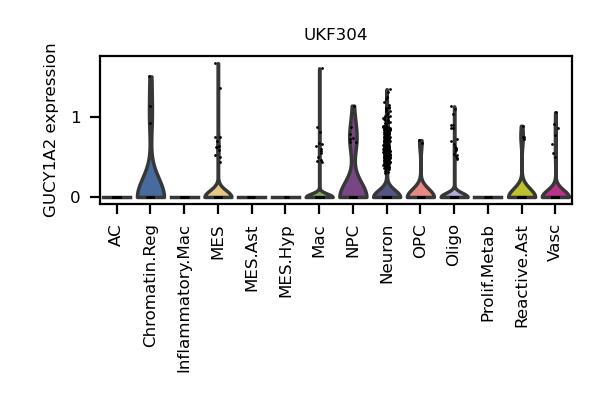 UKF304
GUCY1A2 expression
1
0
AC
Chromatin.Reg
Inflammatory.Mac
MES
MES.Ast
MES.Hyp
Mac
NPC
Neuron
OPC
Oligo
Prolif.Metab
Reactive.Ast
Vasc